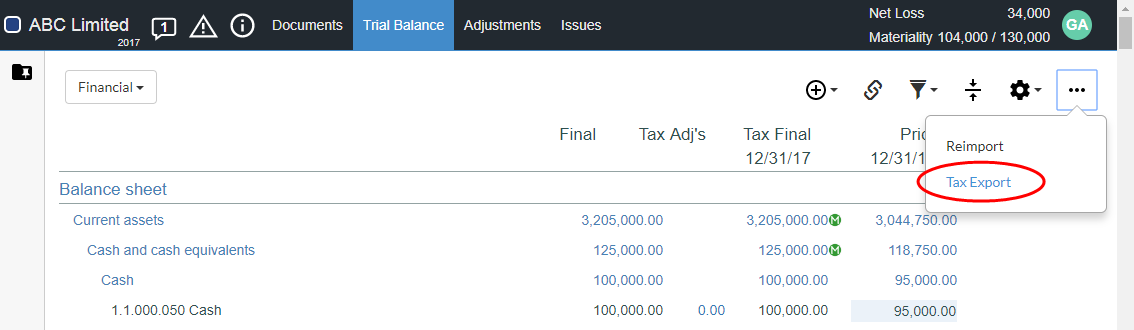 ABC Limited
2017
1
Documents
Trial Balance
Adjustments
Issues
Net Loss 34,000
Materiality 104,000 / 130,000
GA
Financial
Reimport
Tax Export
Final Tax Adj's Tax Final
12/31/17 12/31/1
Balance sheet
Current assets 3,205,000.00 3,205,000.00 M 3,044,750.00
Cash and cash equivalents 125,000.00 125,000.00 M 118,750.00
Cash 100,000.00 100,000.00 95,000.00
1.1.000.050 Cash 100,000.00 0.00 100,000.00 95,000.00